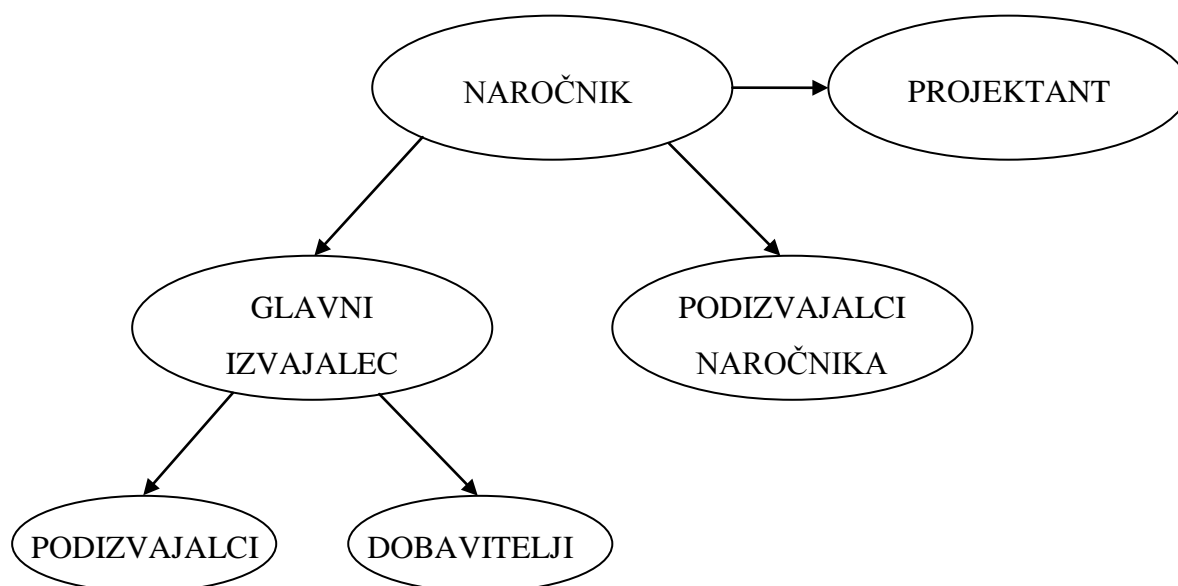 NAROČNIK
PROJEKTANT
GLAVNI
IZVAJALEC
PODIZVAJALCI
NAROČNIKA
PODIZVAJALCI
DOBAVITELJI